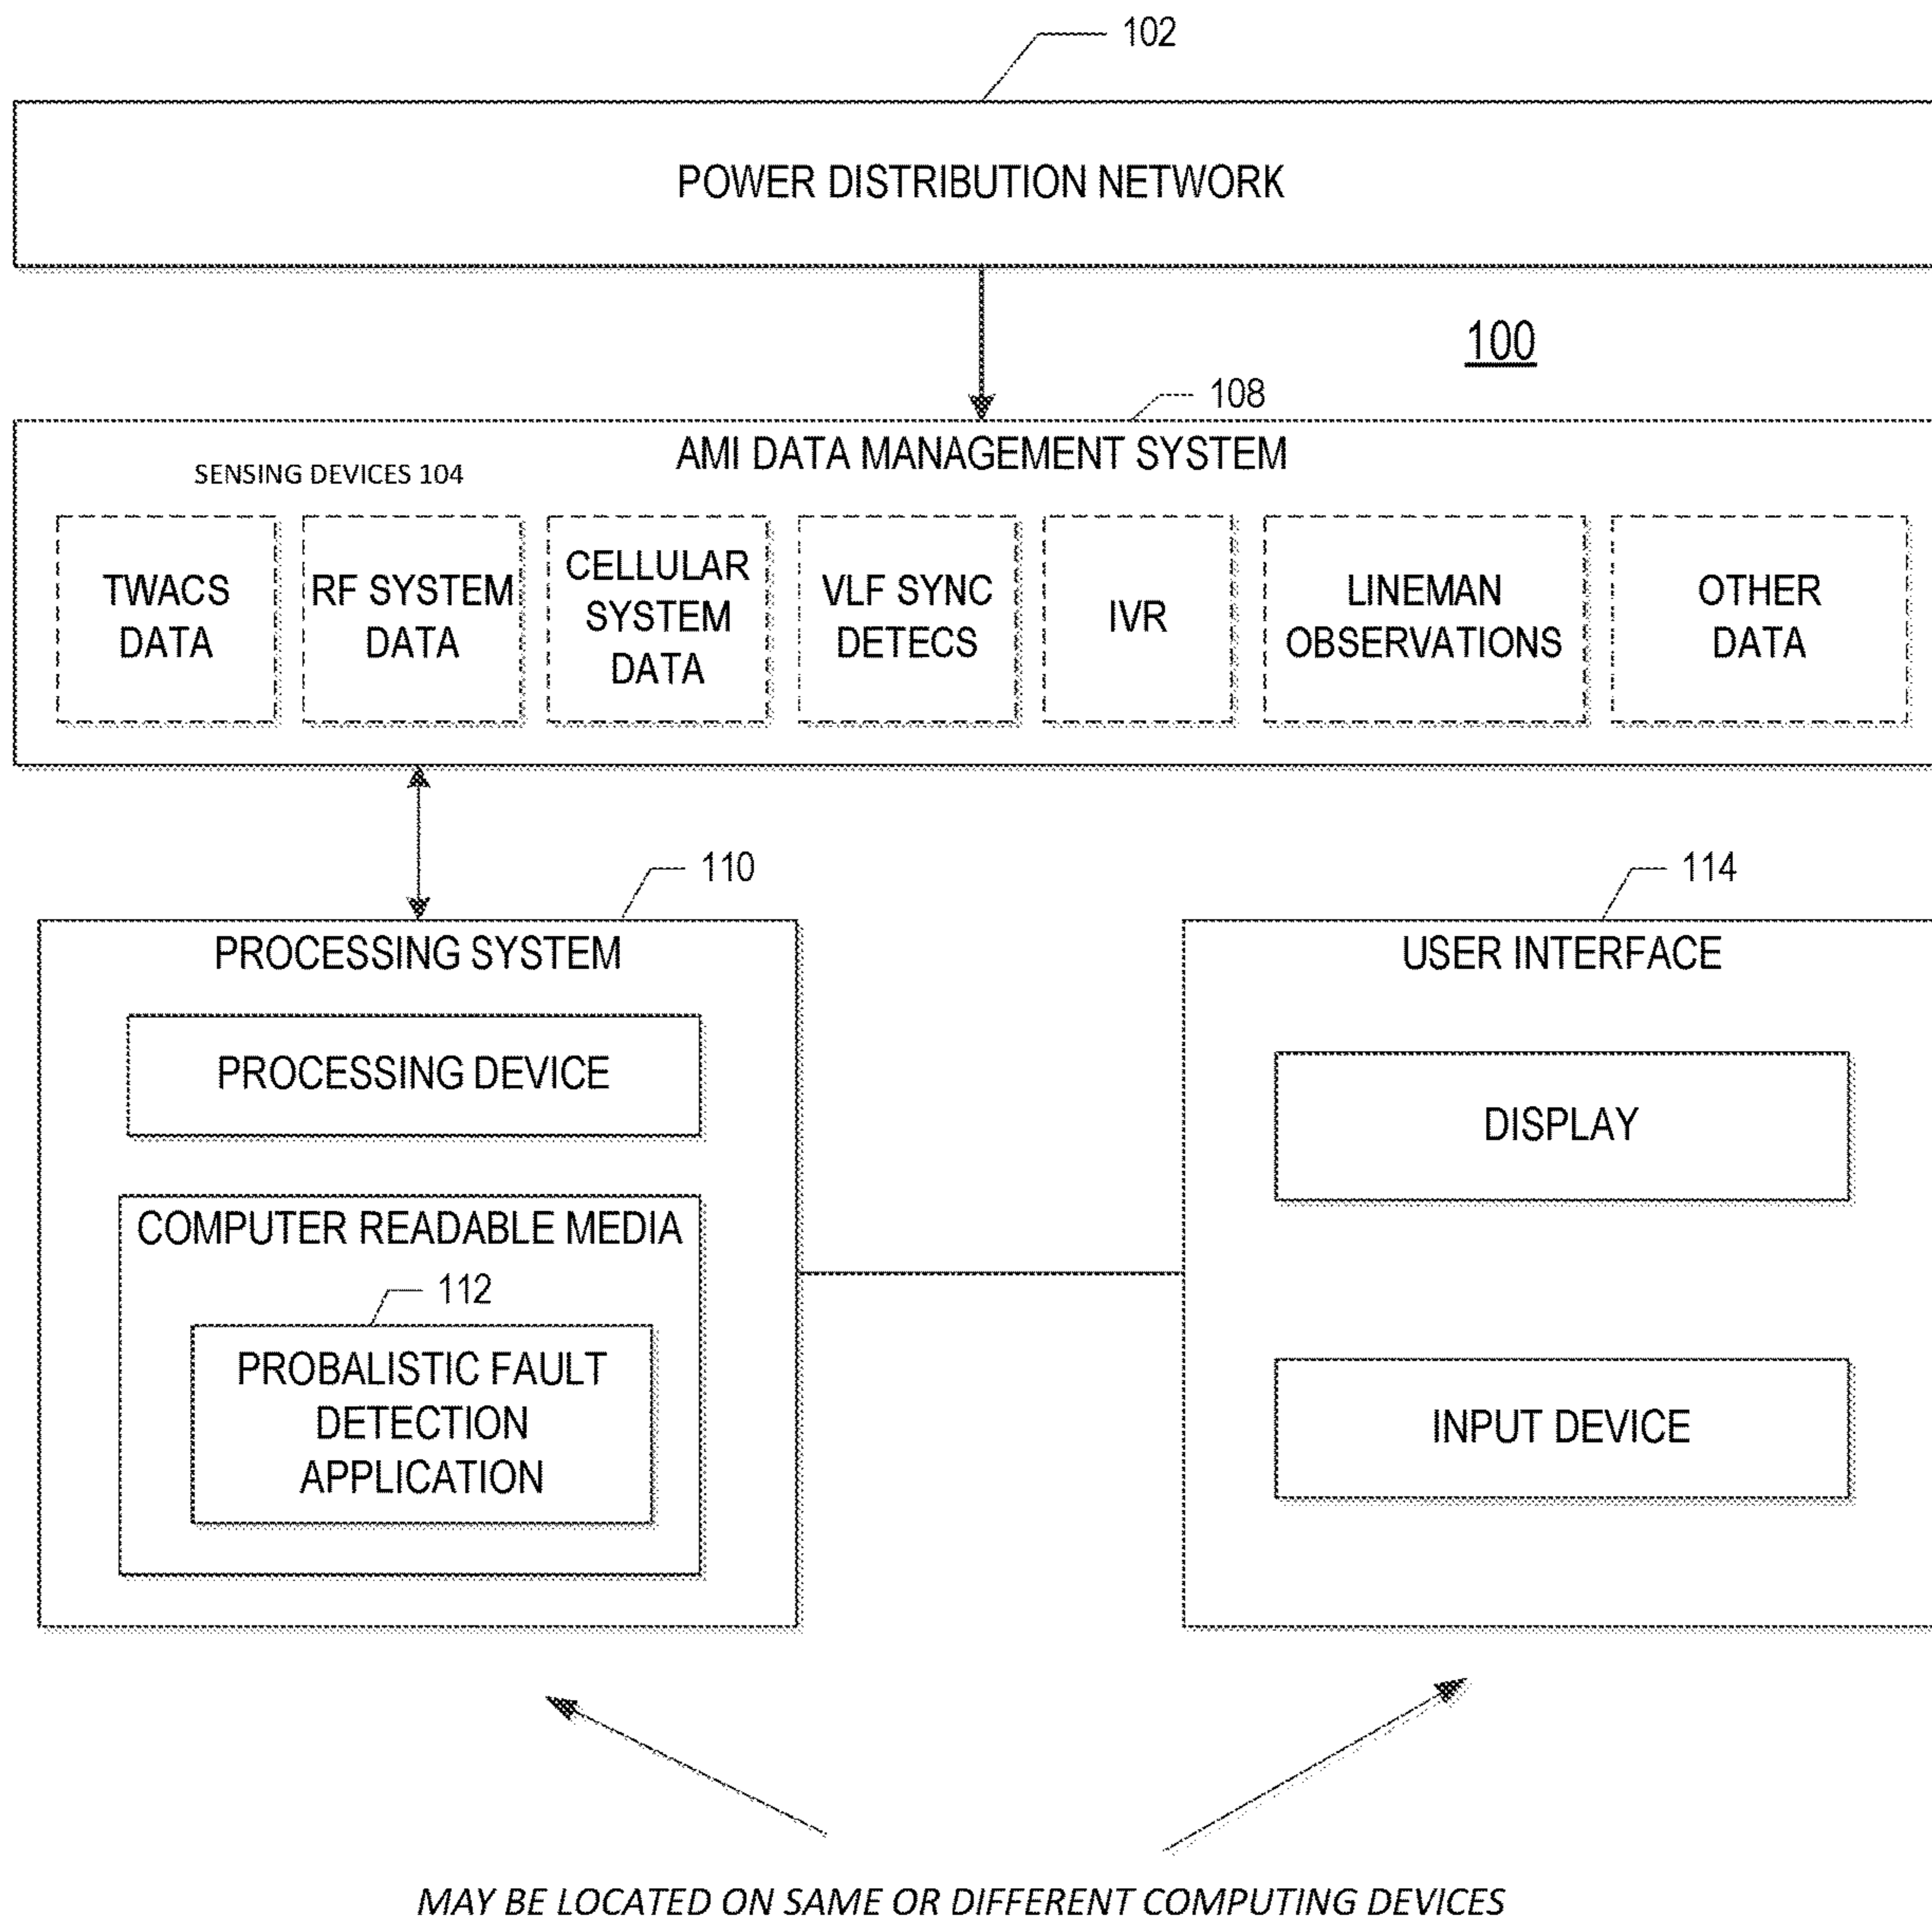 102
POWER DISTRIBUTION NETWORK
100
108
AMI DATA MANAGEMENT SYSTEM
SENSING DEVICES 104
TWACS
DATA
RF SYSTEM
DATA
CELLULAR
SYSTEM
DATA
VLF SYNC
DETECS
IVR
LINEMAN
OBSERVATIONS
OTHER
DATA
110
PROCESSING SYSTEM
PROCESSING DEVICE
COMPUTER READABLE MEDIA
112
PROBALISTIC FAULT
DETECTION
APPLICATION
114
USER INTERFACE
DISPLAY
INPUT DEVICE
MAY BE LOCATED ON SAME OR DIFFERENT COMPUTING DEVICES